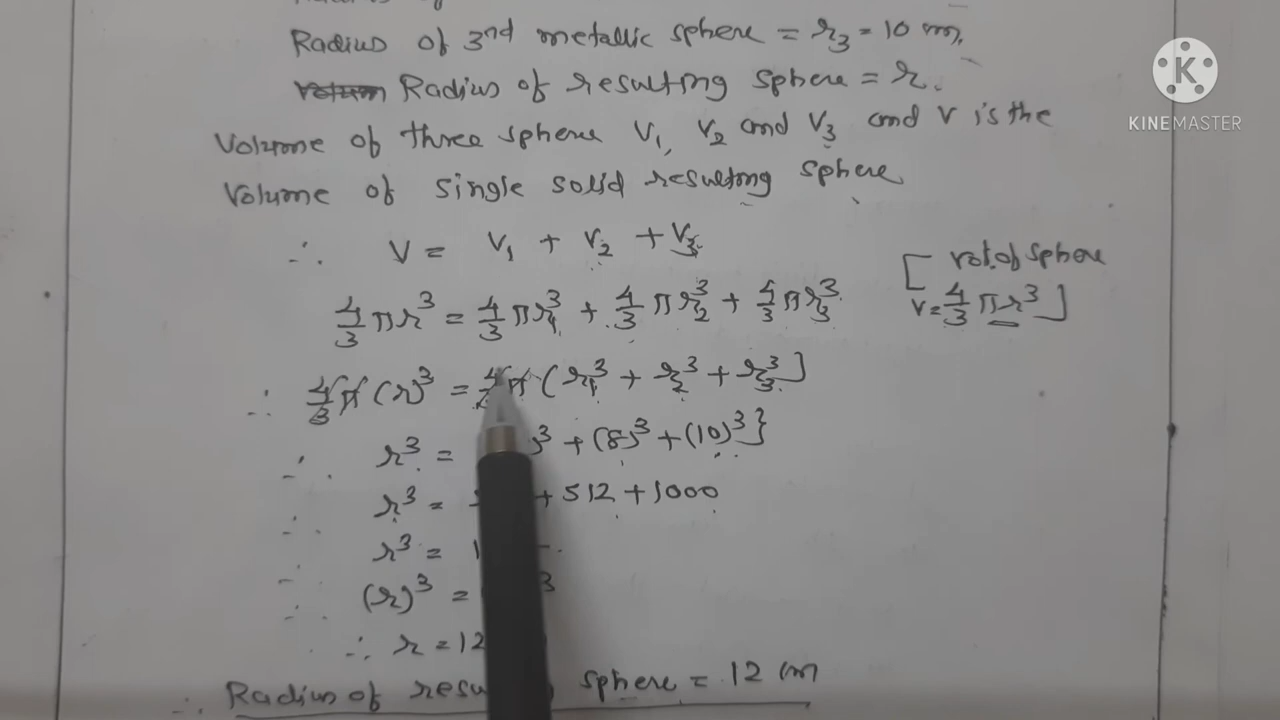 Radius of 3nd metallic sphere = r₃ = 10 cm.
Radius of resulting sphere = r.
Volume of three sphere V₁, V₂ and V₃ and V is the
Volume of single solid resulting sphere
∴ V = V₁ + V₂ + V₃
[ vol. of sphere
4/3 πr³ = 4/3 πr₁³ + 4/3 πr₂³ + 4/3 πr₃³
V = 4/3 πr³ ]
∴ 4/3 π (r)³ = 4/3 π (r₁³ + r₂³ + r₃³]
∴ r³ = )³ + (8)³ + (10)³}
∴ r³ = + 512 + 1000
∴ r³ = 1
∴ (r)³ = 3
∴ r = 12
∴ Radius of resu sphere = 12 cm
K
KINEMASTER